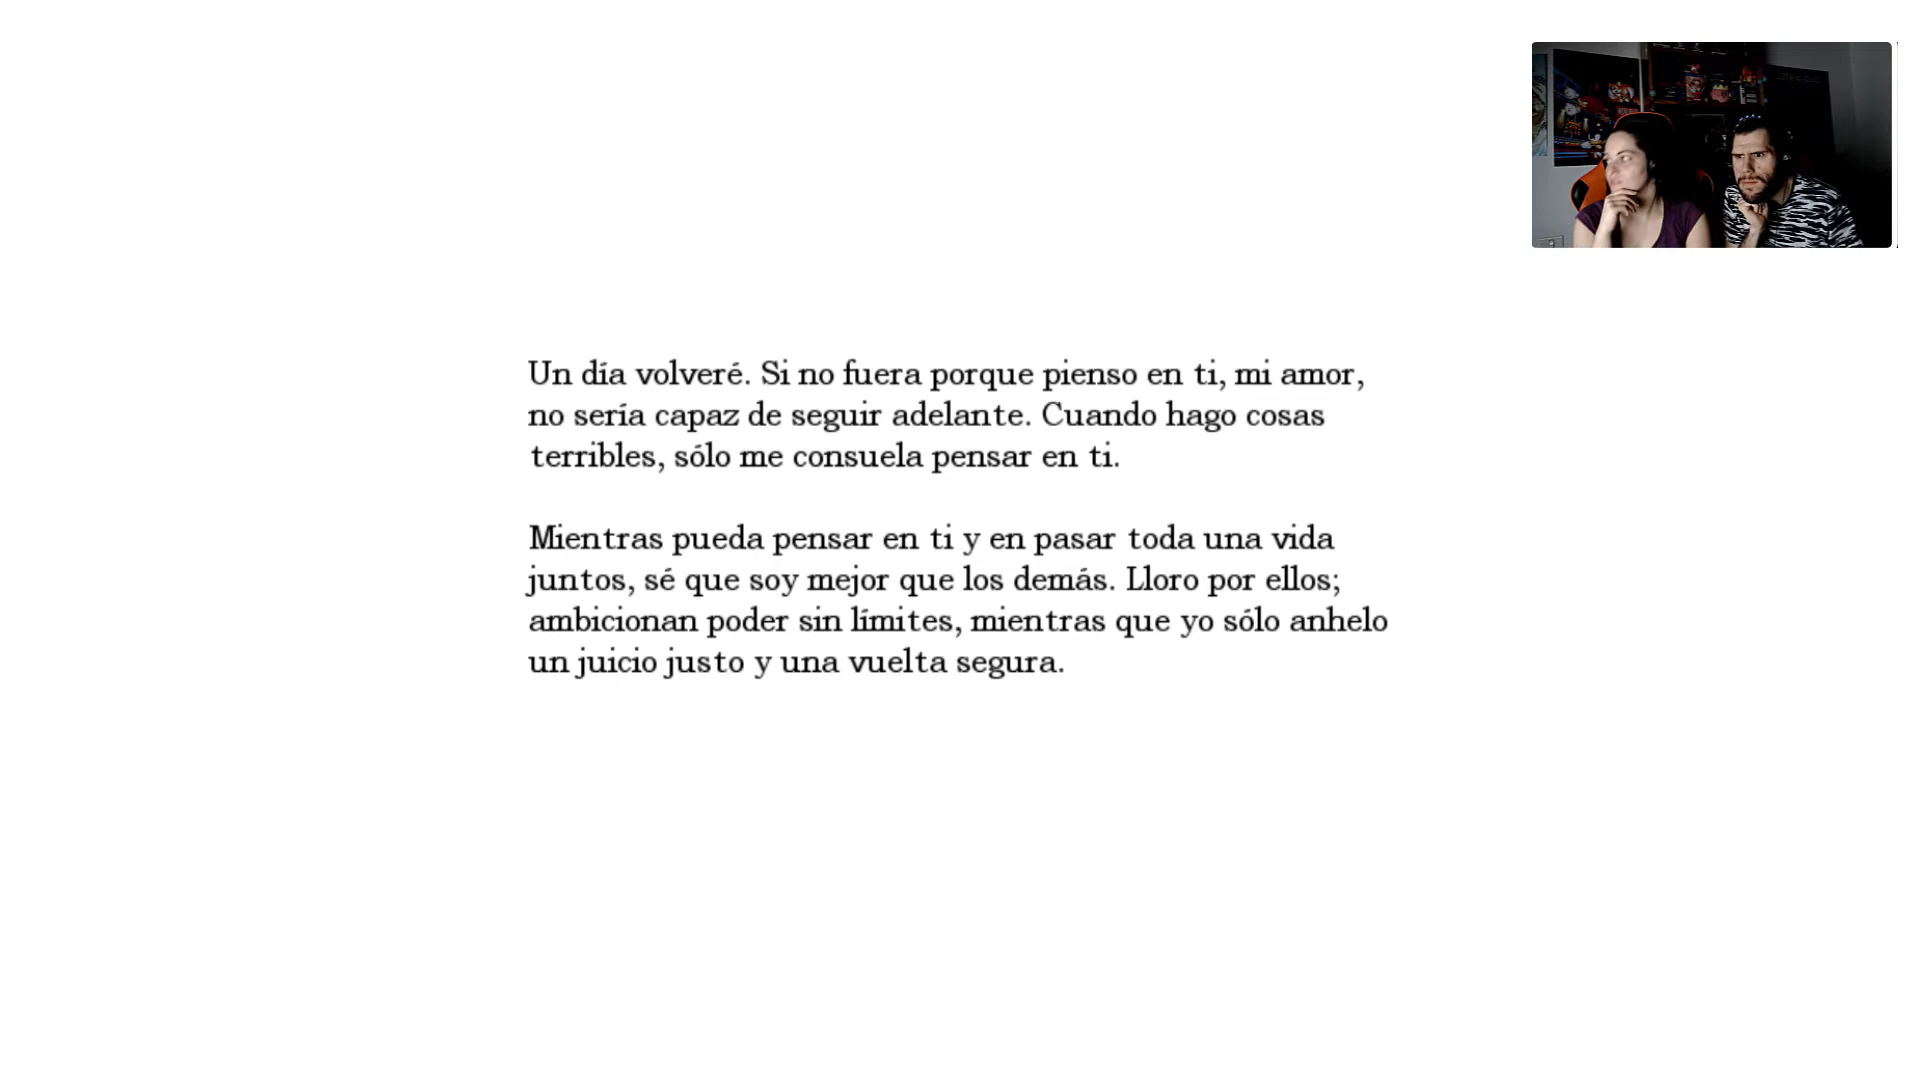 Un día volveré. Si no fuera porque pienso en ti, mi amor,
no sería capaz de seguir adelante. Cuando hago cosas
terribles, sólo me consuela pensar en ti.
Mientras pueda pensar en ti y en pasar toda una vida
juntos, sé que soy mejor que los demás. Lloro por ellos;
ambicionan poder sin límites, mientras que yo sólo anhelo
un juicio justo y una vuelta segura.